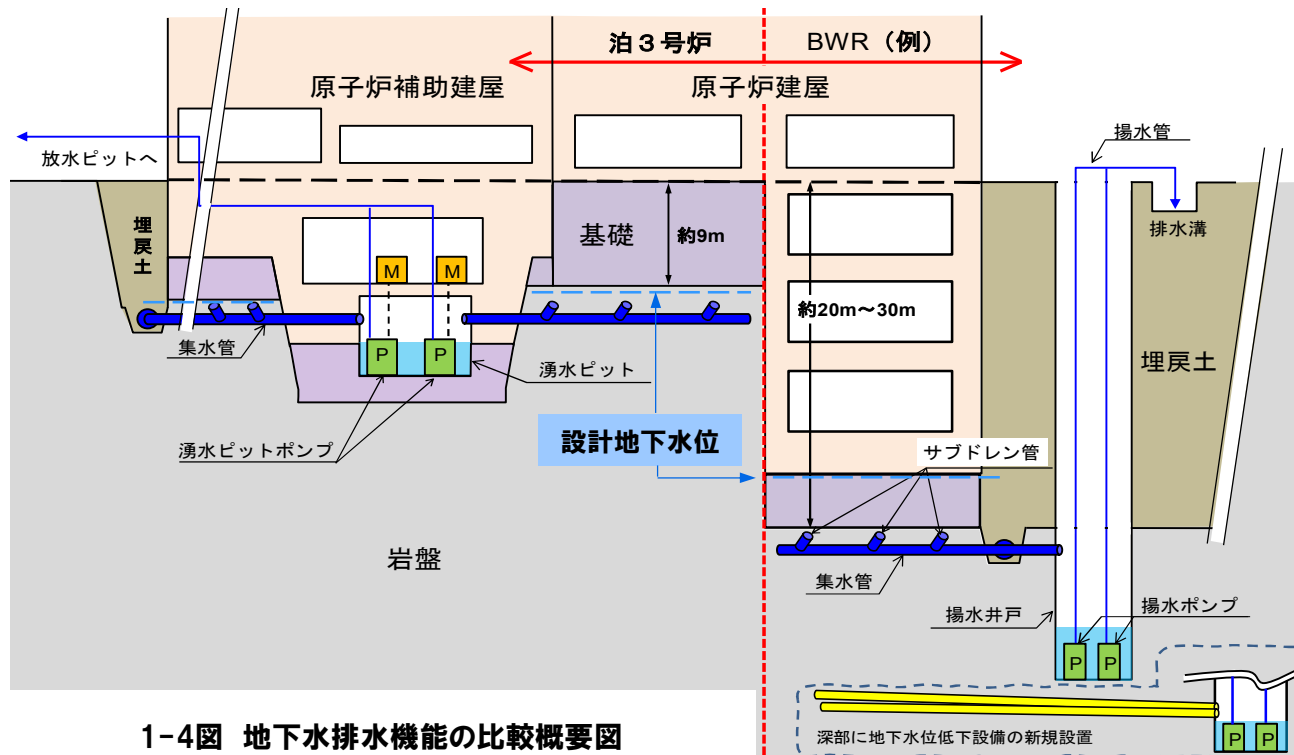 泊3号炉
BWR(例)
原子炉補助建屋
原子炉建屋
放水ピットへ
揚水管
埋戻土
基礎
約9m
排水溝
M
M
約20m~30m
集水管
P
P
湧水ピット
埋戻土
設計地下水位
湧水ピットポンプ
サブドレン管
岩盤
集水管
揚水井戸
揚水ポンプ
P
P
深部に地下水位低下設備の新規設置
P
P
1-4図 地下水排水機能の比較概要図